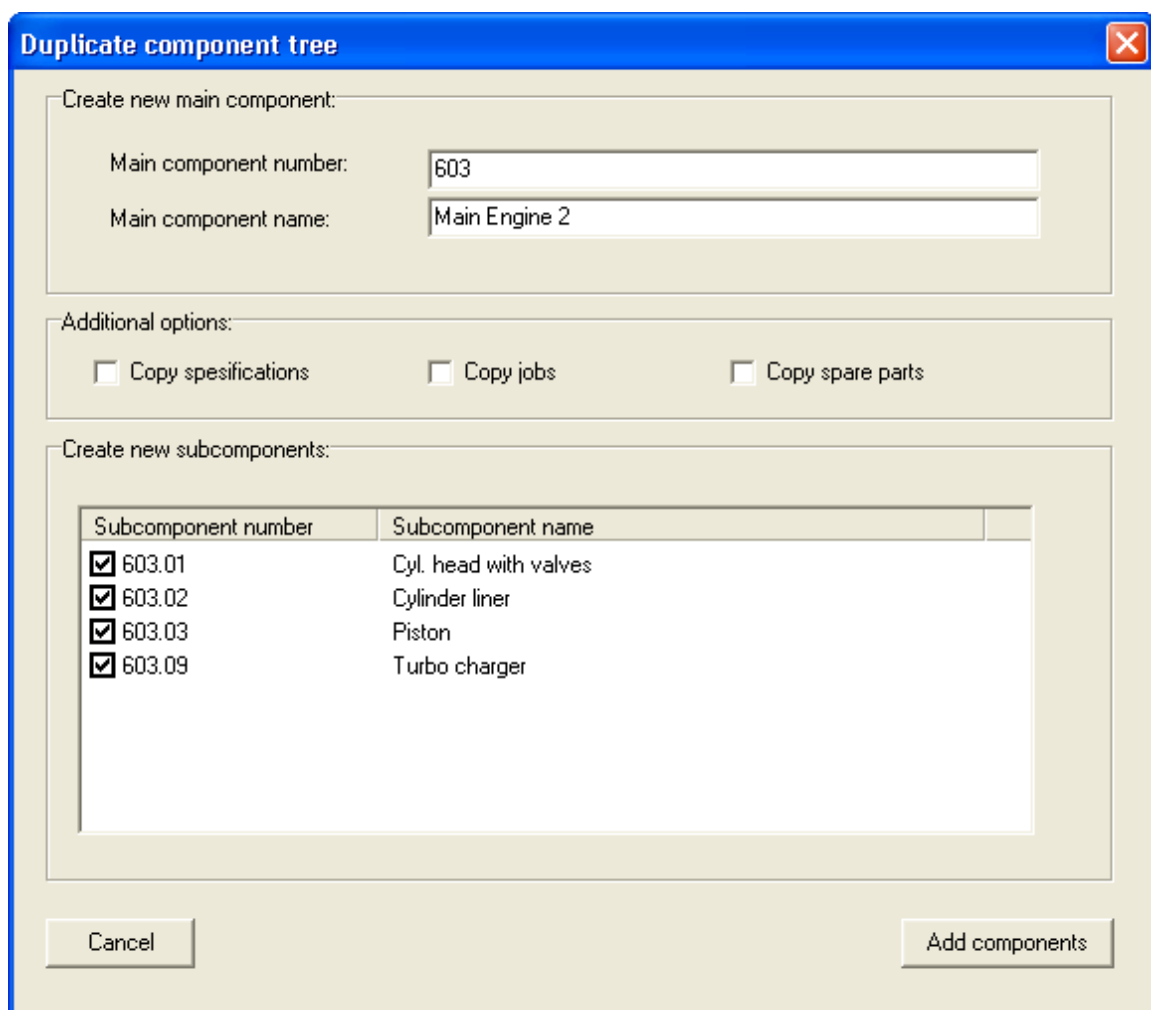 Duplicate component tree
Create new main component:
Main component number: 603
Main component name: Main Engine 2
Additional options:
Copy spesifications Copy jobs Copy spare parts
Create new subcomponents:
Subcomponent number Subcomponent name
603.01 Cyl. head with valves
603.02 Cylinder liner
603.03 Piston
603.09 Turbo charger
Cancel Add components